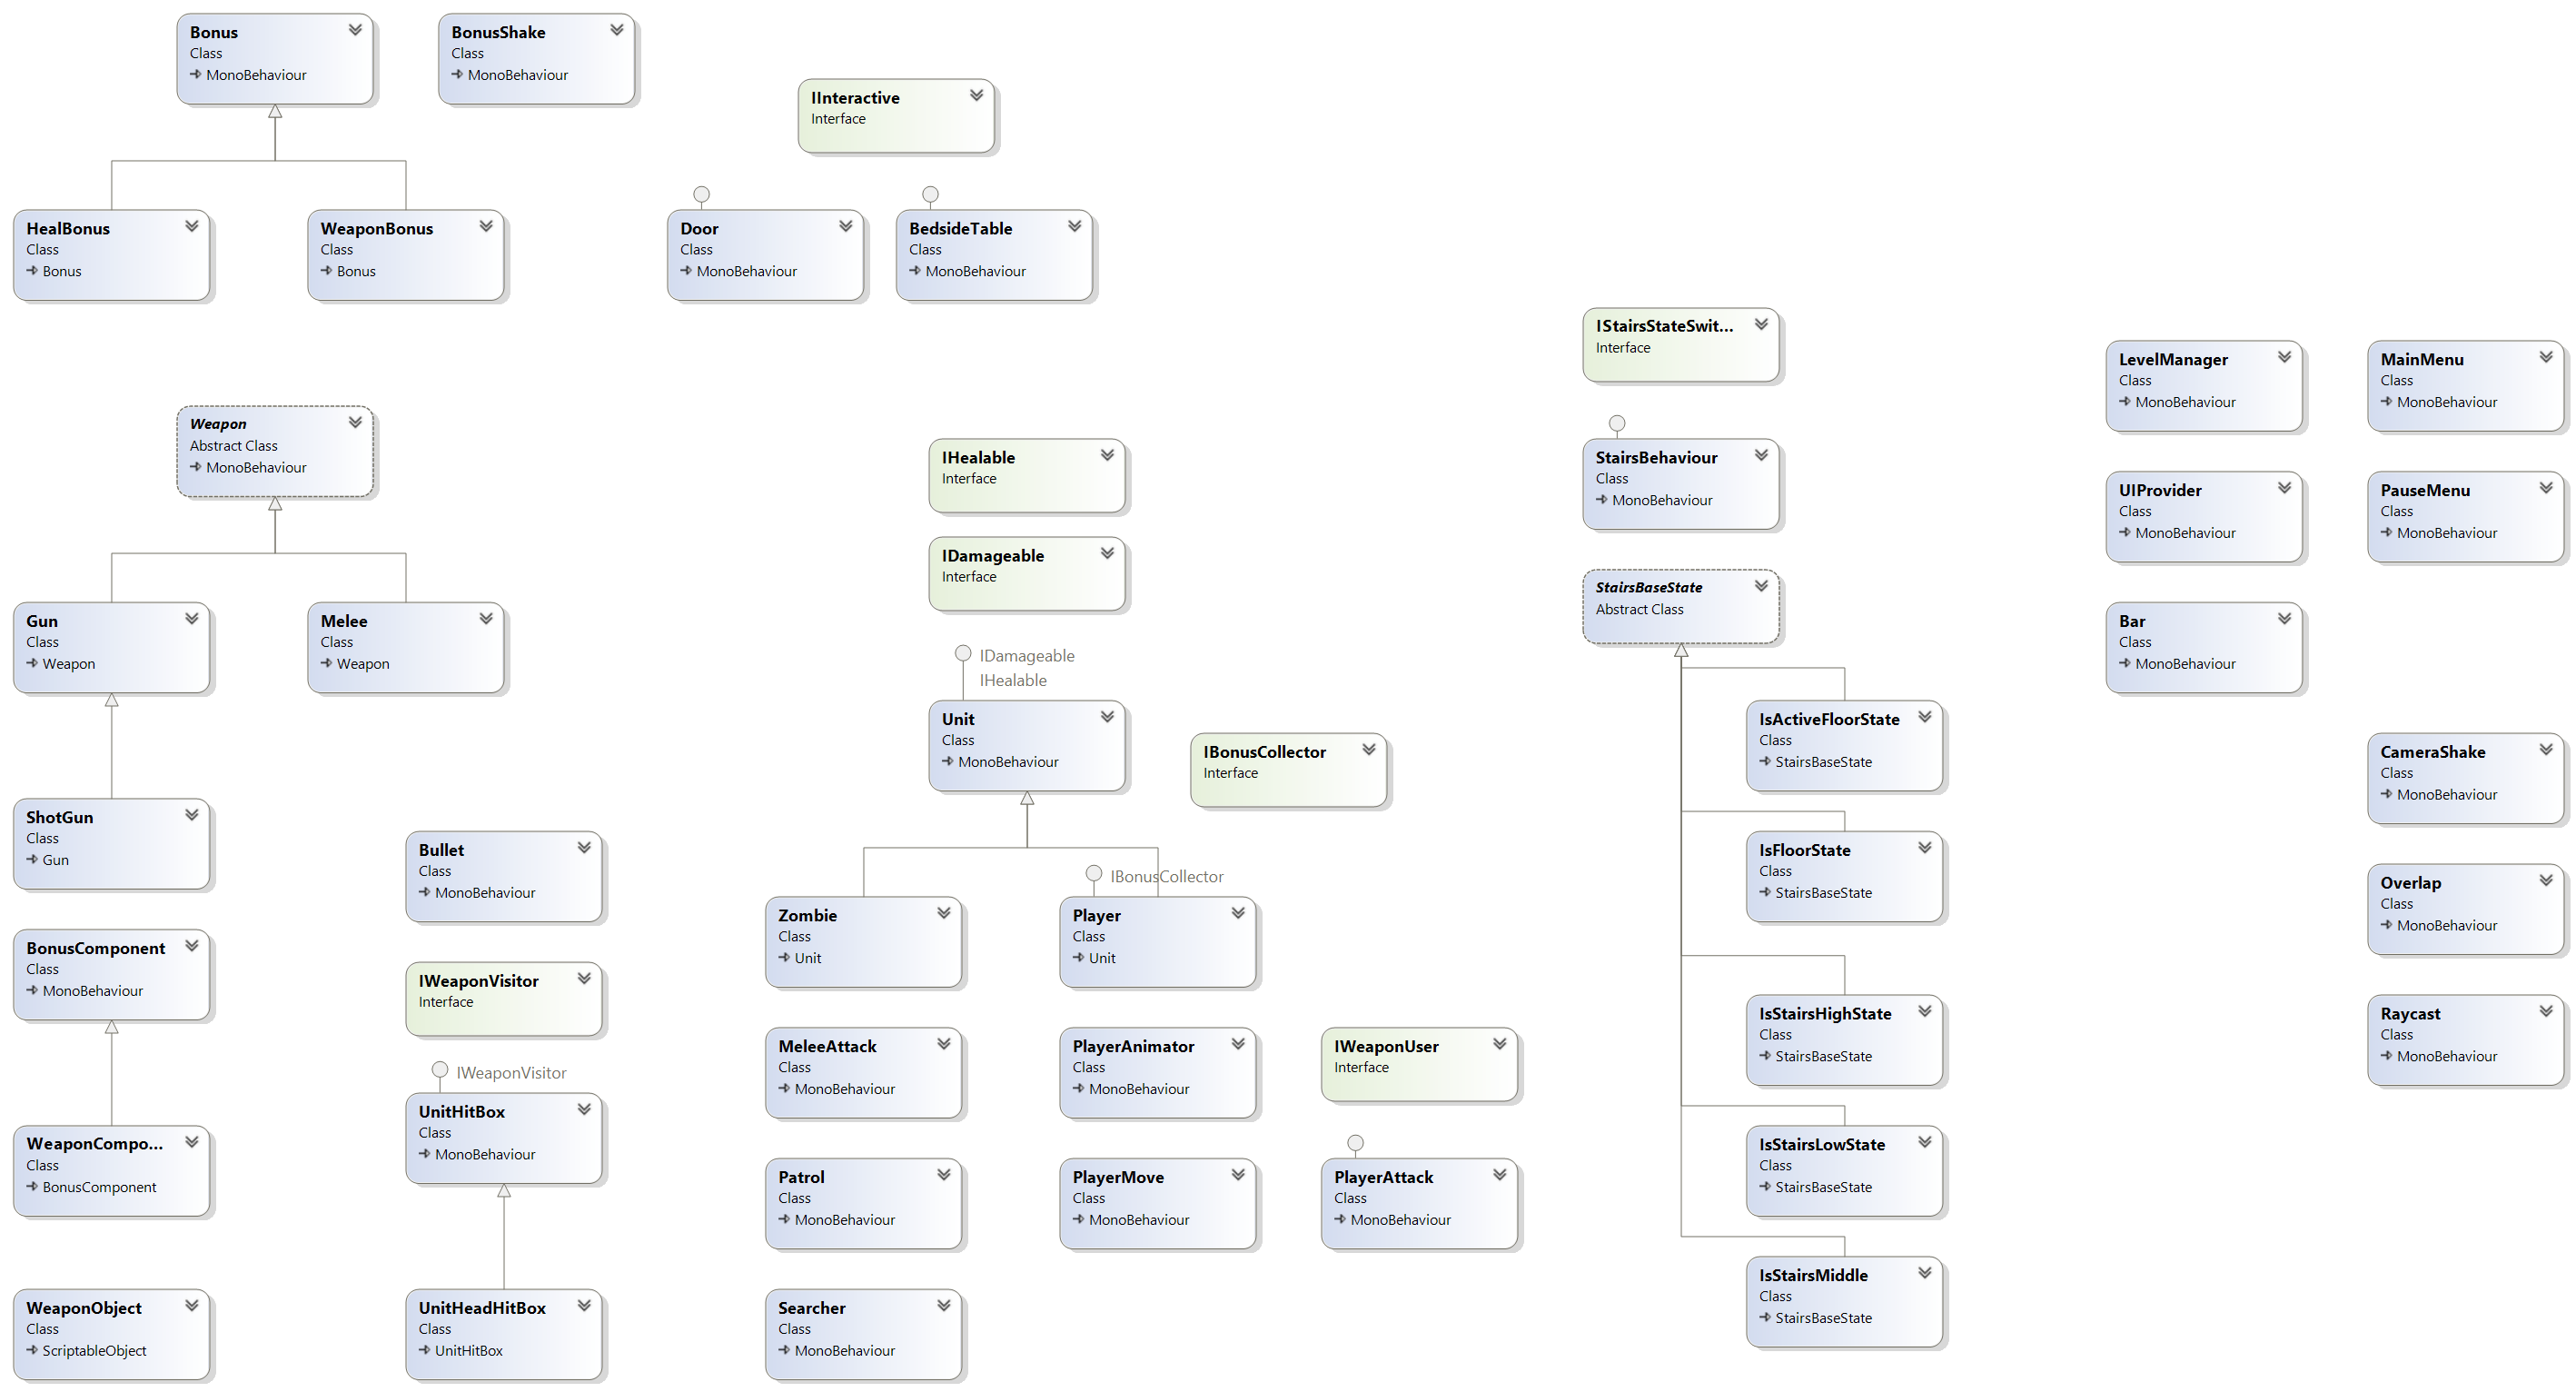 Bonus
Class
MonoBehaviour
BonusShake
Class
MonoBehaviour
IInteractive
Interface
HealBonus
Class
Bonus
WeaponBonus
Class
Bonus
Door
Class
MonoBehaviour
BedsideTable
Class
MonoBehaviour
IStairsStateSwit...
Interface
LevelManager
Class
MonoBehaviour
MainMenu
Class
MonoBehaviour
Weapon
Abstract Class
MonoBehaviour
IHealable
Interface
StairsBehaviour
Class
MonoBehaviour
UIProvider
Class
MonoBehaviour
PauseMenu
Class
MonoBehaviour
IDamageable
Interface
StairsBaseState
Abstract Class
Gun
Class
Weapon
Melee
Class
Weapon
Bar
Class
MonoBehaviour
IDamageable
IHealable
Unit
Class
MonoBehaviour
IBonusCollector
Interface
IsActiveFloorState
Class
StairsBaseState
CameraShake
Class
MonoBehaviour
ShotGun
Class
Gun
Bullet
Class
MonoBehaviour
IsFloorState
Class
StairsBaseState
Overlap
Class
MonoBehaviour
IBonusCollector
Zombie
Class
Unit
Player
Class
Unit
BonusComponent
Class
MonoBehaviour
IWeaponVisitor
Interface
IsStairsHighState
Class
StairsBaseState
Raycast
Class
MonoBehaviour
MeleeAttack
Class
MonoBehaviour
PlayerAnimator
Class
MonoBehaviour
IWeaponUser
Interface
IWeaponVisitor
UnitHitBox
Class
MonoBehaviour
WeaponCompo...
Class
BonusComponent
IsStairsLowState
Class
StairsBaseState
Patrol
Class
MonoBehaviour
PlayerMove
Class
MonoBehaviour
PlayerAttack
Class
MonoBehaviour
IsStairsMiddle
Class
StairsBaseState
WeaponObject
Class
ScriptableObject
UnitHeadHitBox
Class
UnitHitBox
Searcher
Class
MonoBehaviour